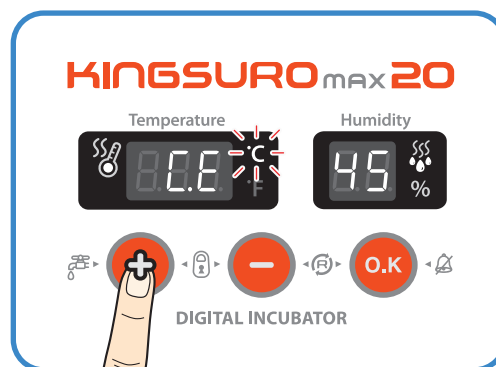 KINGSURO MAX 20
Temperature
Humidity
C.E °C
°F
45
%
+
-
O.K
R
DIGITAL INCUBATOR